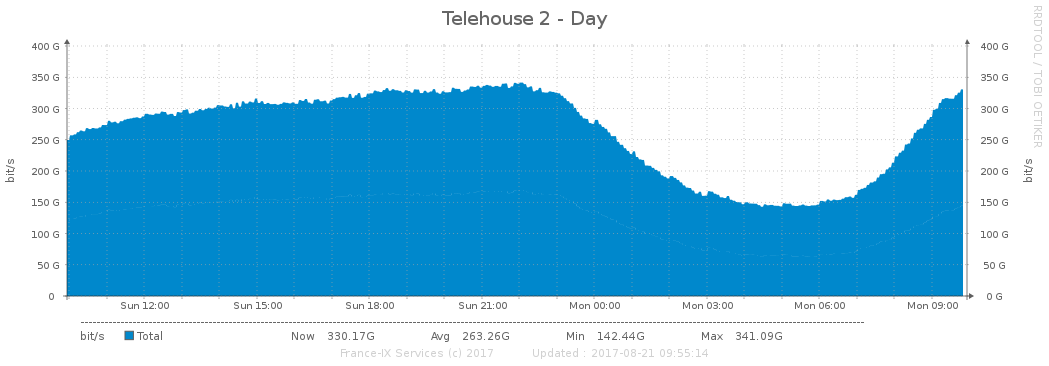 Telehouse 2 - Day
RRDTOOL / TOBI OETIKER
400 G 400 G
350 G 350 G
300 G 300 G
250 G 250 G
200 G 200 G
150 G 150 G
100 G 100 G
50 G 50 G
0 0 G
bit/s bit/s
Sun 12:00 Sun 15:00 Sun 18:00 Sun 21:00 Mon 00:00 Mon 03:00 Mon 06:00 Mon 09:00
bit/s Total Now 330.17G Avg 263.26G Min 142.44G Max 341.09G
France-IX Services (c) 2017 Updated : 2017-08-21 09:55:14